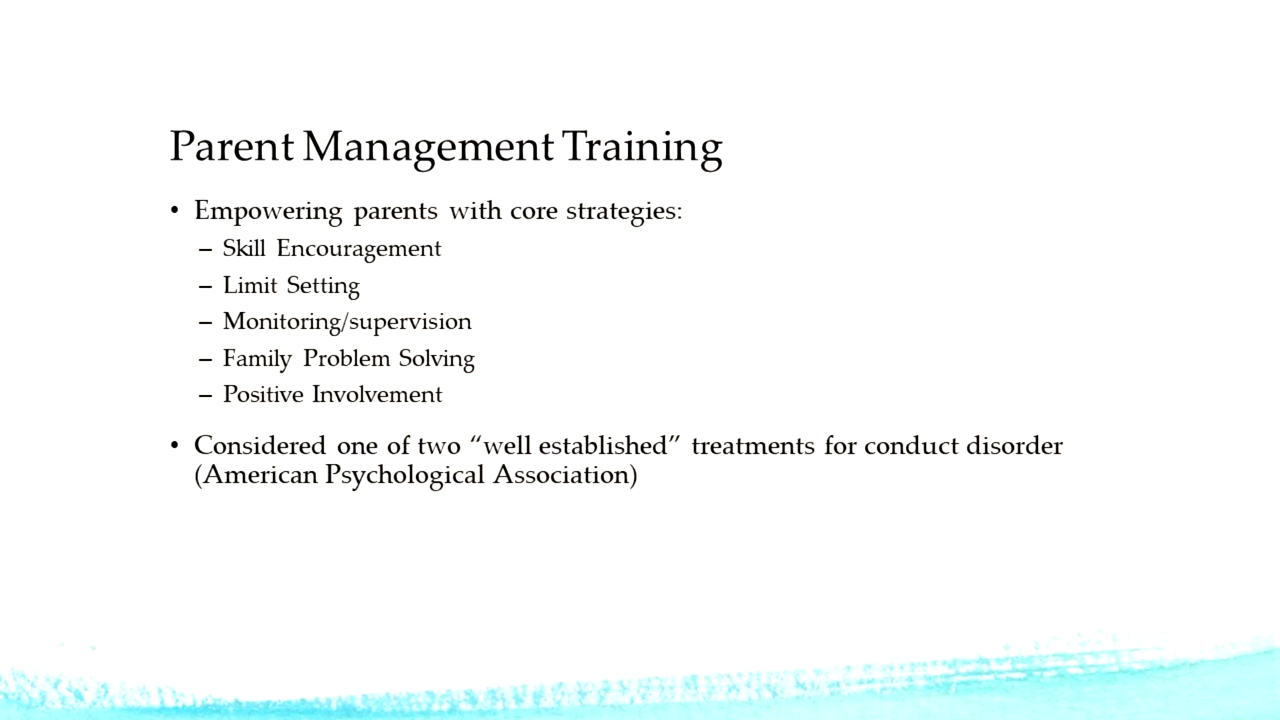 Parent Management Training
• Empowering parents with core strategies:
– Skill Encouragement
– Limit Setting
– Monitoring/supervision
– Family Problem Solving
– Positive Involvement
• Considered one of two “well established” treatments for conduct disorder
(American Psychological Association)